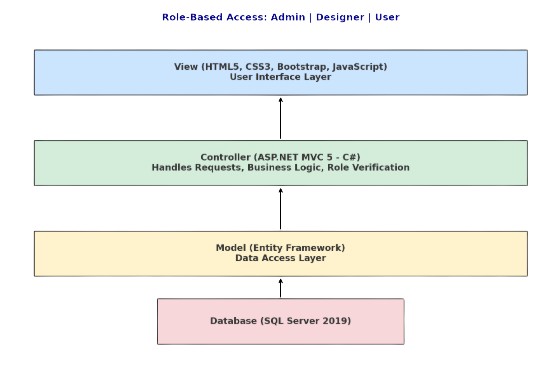 Role-Based Access: Admin | Designer | User
View (HTML5, CSS3, Bootstrap, JavaScript)
User Interface Layer
Controller (ASP.NET MVC 5 - C#)
Handles Requests, Business Logic, Role Verification
Model (Entity Framework)
Data Access Layer
Database (SQL Server 2019)